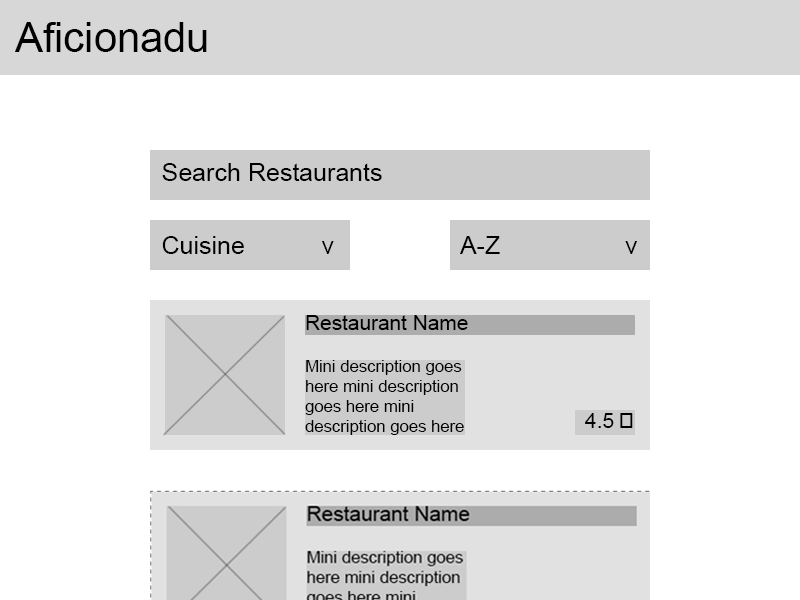 Aficionadu
Search Restaurants
Cuisine v
A-Z v
Restaurant Name
Mini description goes
here mini description
goes here mini
description goes here
4.5
Restaurant Name
Mini description goes
here mini description
goes here mini